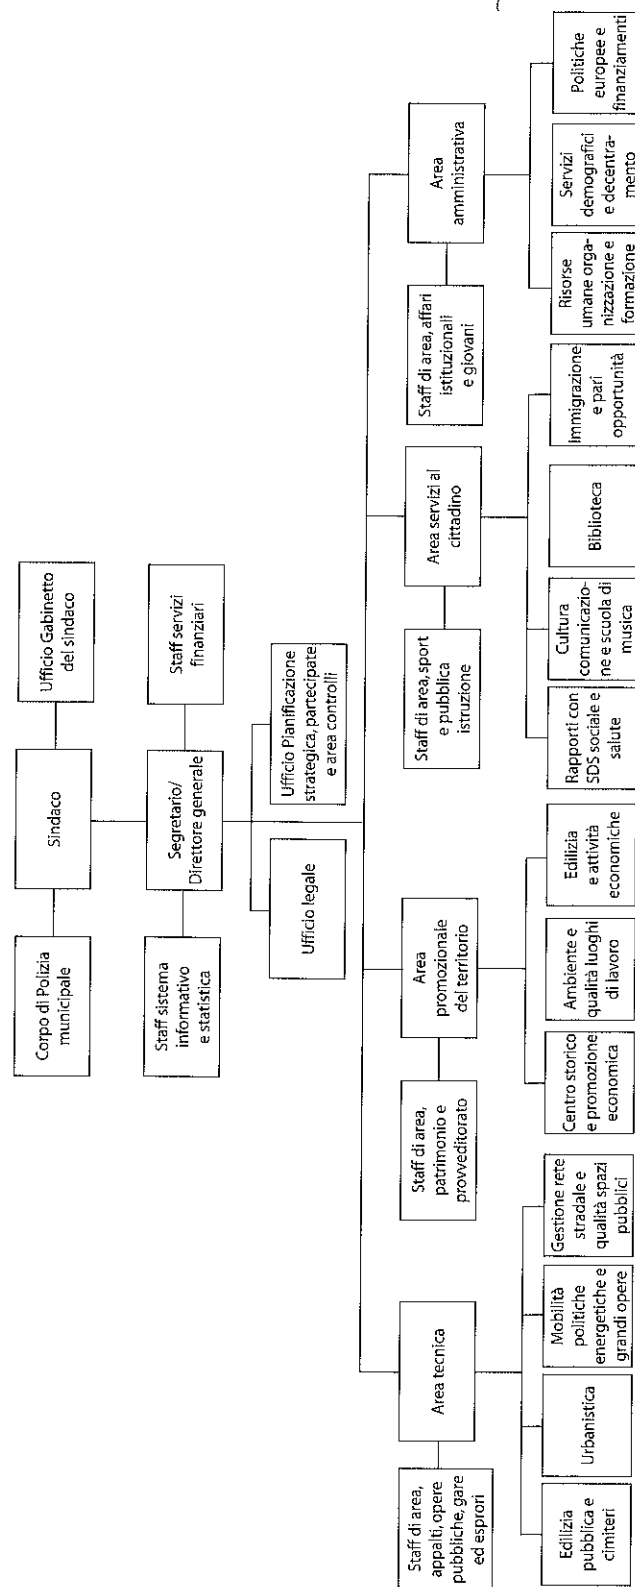 Corpo di Polizia
municipale
Sindaco
Ufficio Gabinetto
del sindaco
Staff sistema
informativo
e statistica
Segretario/
Direttore generale
Staff servizi
finanziari
Ufficio legale
Ufficio Pianificazione
strategica, partecipate
e area controlli
Staff di area,
appalti, opere
pubbliche, gare
ed esprori
Area tecnica
Staff di area,
patrimonio e
provveditorato
Area
promozionale
del territorio
Staff di area, sport
e pubblica
istruzione
Area servizi al
cittadino
Staff di area, affari
istituzionali
e giovani
Area
amministrativa
Edilizia
pubblica e
cimiteri
Urbanistica
Mobilità
politiche
energetiche e
grandi opere
Gestione rete
stradale e
qualità spazi
pubblici
Centro storico
e promozione
economica
Ambiente e
qualità luoghi
di lavoro
Edilizia
e attività
economiche
Rapporti con
SDS sociale e
salute
Cultura
comunicazio-
ne e scuola di
musica
Biblioteca
Immigrazione
e pari
opportunità
Risorse
umane orga-
nizzazione e
formazione
Servizi
demografici
e decentra-
mento
Politiche
europee e
finanziamenti